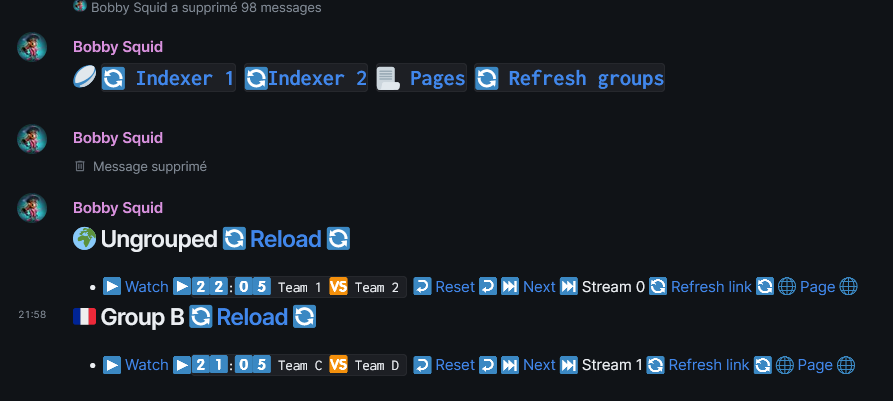 Bobby Squid a supprimé 98 messages
Bobby Squid
🏉 🔄 Indexer 1 🔄Indexer 2 📜 Pages 🔄 Refresh groups
Bobby Squid
Message supprimé
Bobby Squid
🌍 Ungrouped 🔄 Reload 🔄
• ▶️ Watch ▶️2️⃣2️⃣:0️⃣5️⃣ Team 1 🆚 Team 2 ↩️ Reset ↩️ ⏭️ Next ⏭️ Stream 0 🔄 Refresh link 🔄 🌐 Page 🌐
21:58 🇫🇷 Group B 🔄 Reload 🔄
• ▶️ Watch ▶️2️⃣1️⃣:0️⃣5️⃣ Team C 🆚 Team D ↩️ Reset ↩️ ⏭️ Next ⏭️ Stream 1 🔄 Refresh link 🔄 🌐 Page 🌐